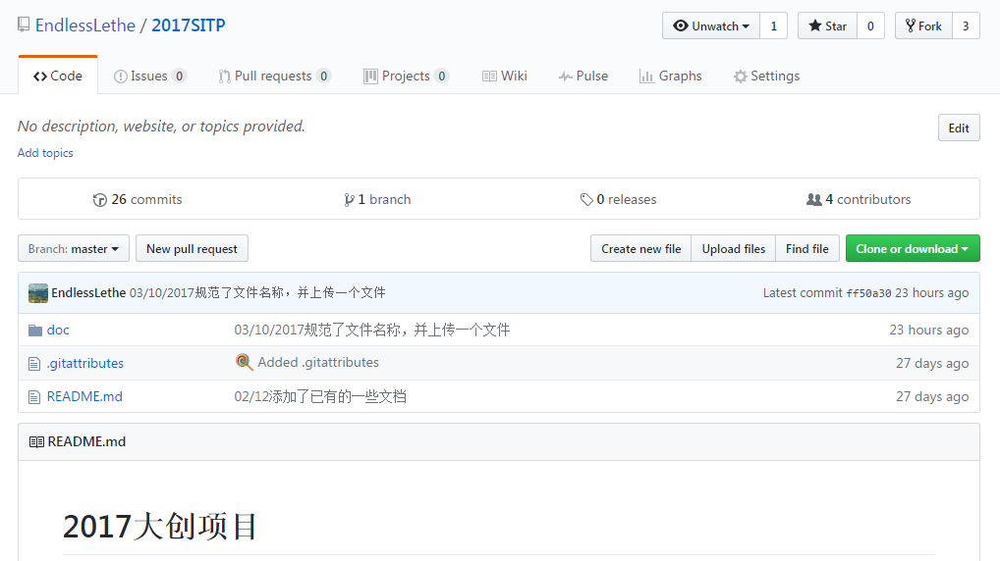 EndlessLethe / 2017SITP Unwatch 1 Star 0 Fork 3
Code Issues 0 Pull requests 0 Projects 0 Wiki Pulse Graphs Settings
No description, website, or topics provided. Edit
Add topics
26 commits 1 branch 0 releases 4 contributors
Branch: master New pull request Create new file Upload files Find file Clone or download
EndlessLethe 03/10/2017规范了文件名称，并上传一个文件 Latest commit ff50a30 23 hours ago
doc 03/10/2017规范了文件名称，并上传一个文件 23 hours ago
.gitattributes Added .gitattributes 27 days ago
README.md 02/12添加了已有的一些文档 27 days ago
README.md
2017大创项目